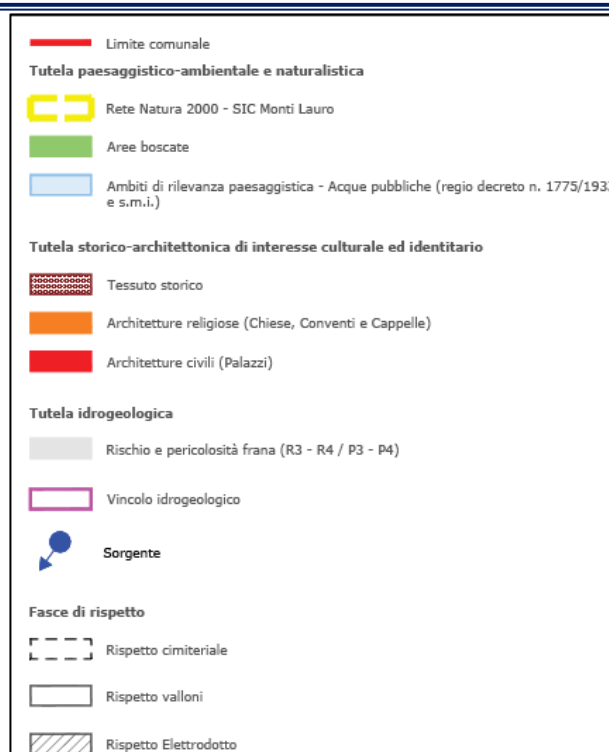 Limite comunale
Tutela paesaggistico-ambientale e naturalistica
Rete Natura 2000 - SIC Monti Lauro
Aree boscate
Ambiti di rilevanza paesaggistica - Acque pubbliche (regio decreto n. 1775/1933
e s.m.i.)
Tutela storico-architettonica di interesse culturale ed identitario
Tessuto storico
Architetture religiose (Chiese, Conventi e Cappelle)
Architetture civili (Palazzi)
Tutela idrogeologica
Rischio e pericolosità frana (R3 - R4 / P3 - P4)
Vincolo idrogeologico
Sorgente
Fasce di rispetto
Rispetto cimiteriale
Rispetto valloni
Rispetto Elettrodotto